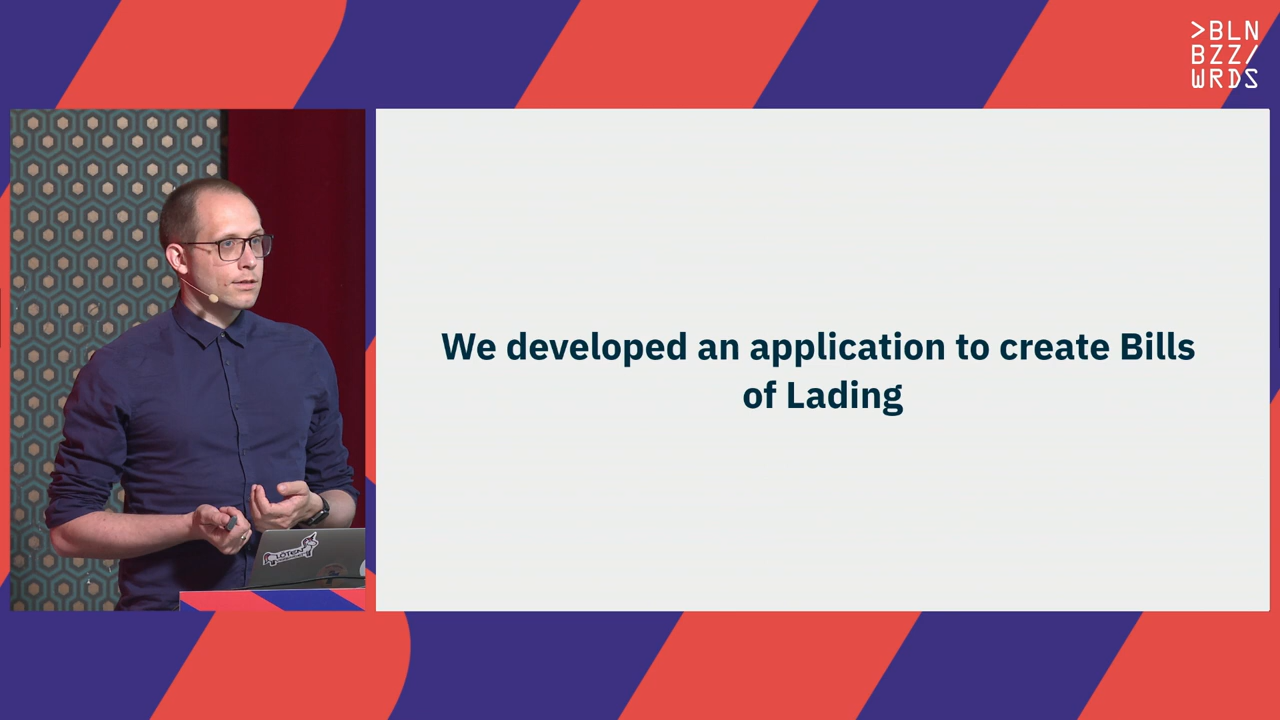 >BLN
BZZ/
WRDS
We developed an application to create Bills
of Lading